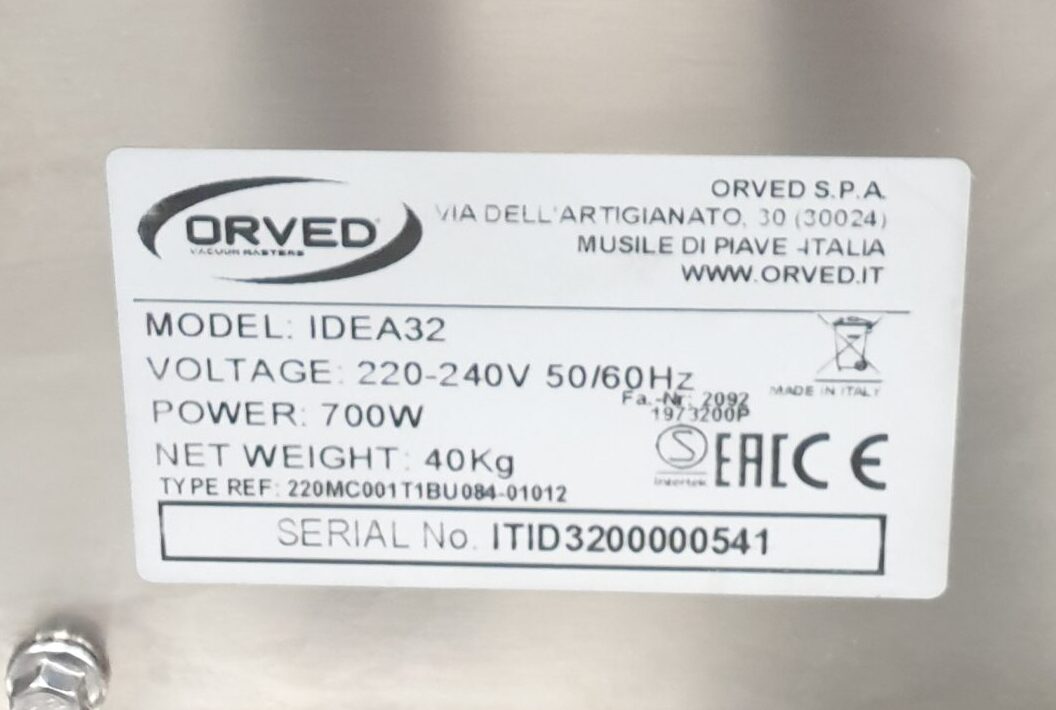 ORVED
VACUUM MASTERS
ORVED S.P.A.
VIA DELL'ARTIGIANATO, 30 (30024)
MUSILE DI PIAVE -ITALIA
WWW.ORVED.IT
MODEL: IDEA32
VOLTAGE: 220-240V 50/60Hz
POWER: 700W
NET WEIGHT: 40Kg
TYPE REF: 220MC001T1BU084-01012
MADE IN ITALY
Fa.-Nr: 2092
1973200P
S
Intertek
EAC CE
SERIAL No. ITID3200000541